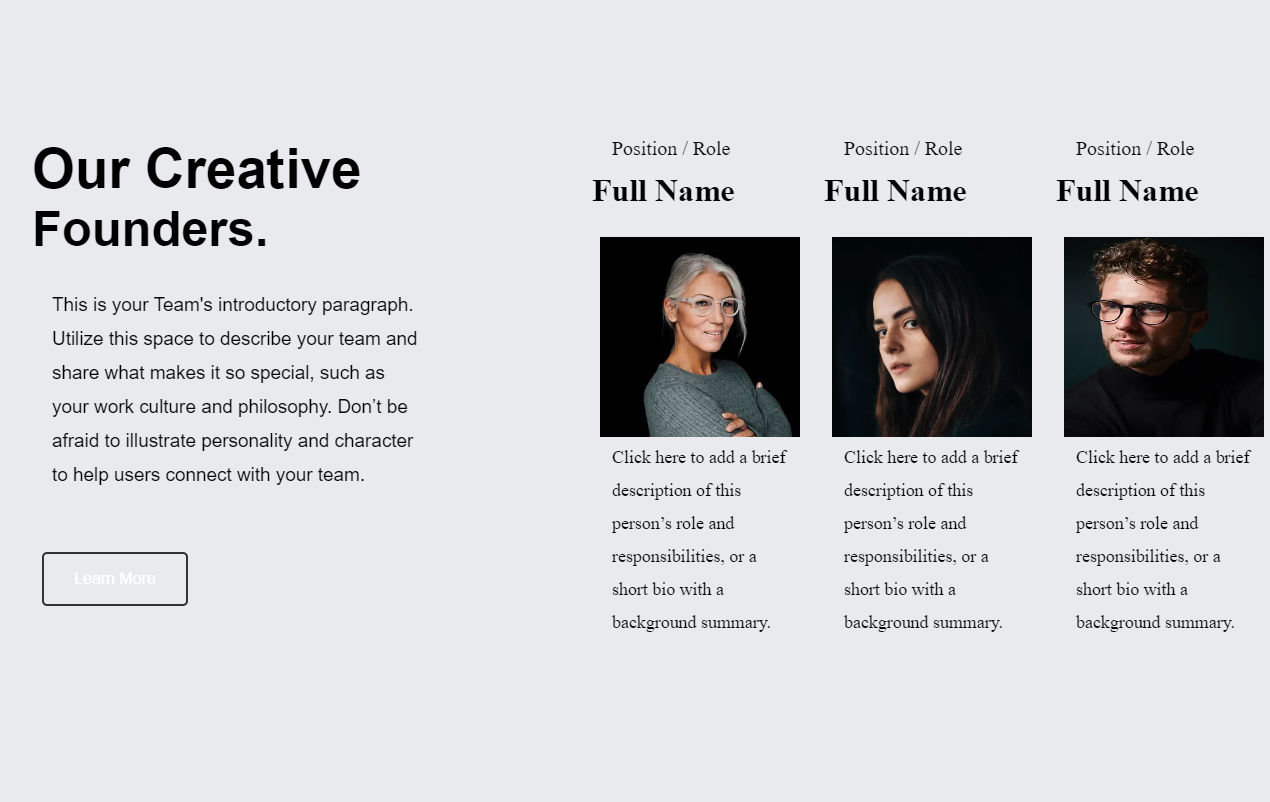 Our Creative
Founders.
This is your Team's introductory paragraph.
Utilize this space to describe your team and
share what makes it so special, such as
your work culture and philosophy. Don’t be
afraid to illustrate personality and character
to help users connect with your team.
Learn More
Position / Role
Full Name
Click here to add a brief
description of this
person’s role and
responsibilities, or a
short bio with a
background summary.
Position / Role
Full Name
Click here to add a brief
description of this
person’s role and
responsibilities, or a
short bio with a
background summary.
Position / Role
Full Name
Click here to add a brief
description of this
person’s role and
responsibilities, or a
short bio with a
background summary.